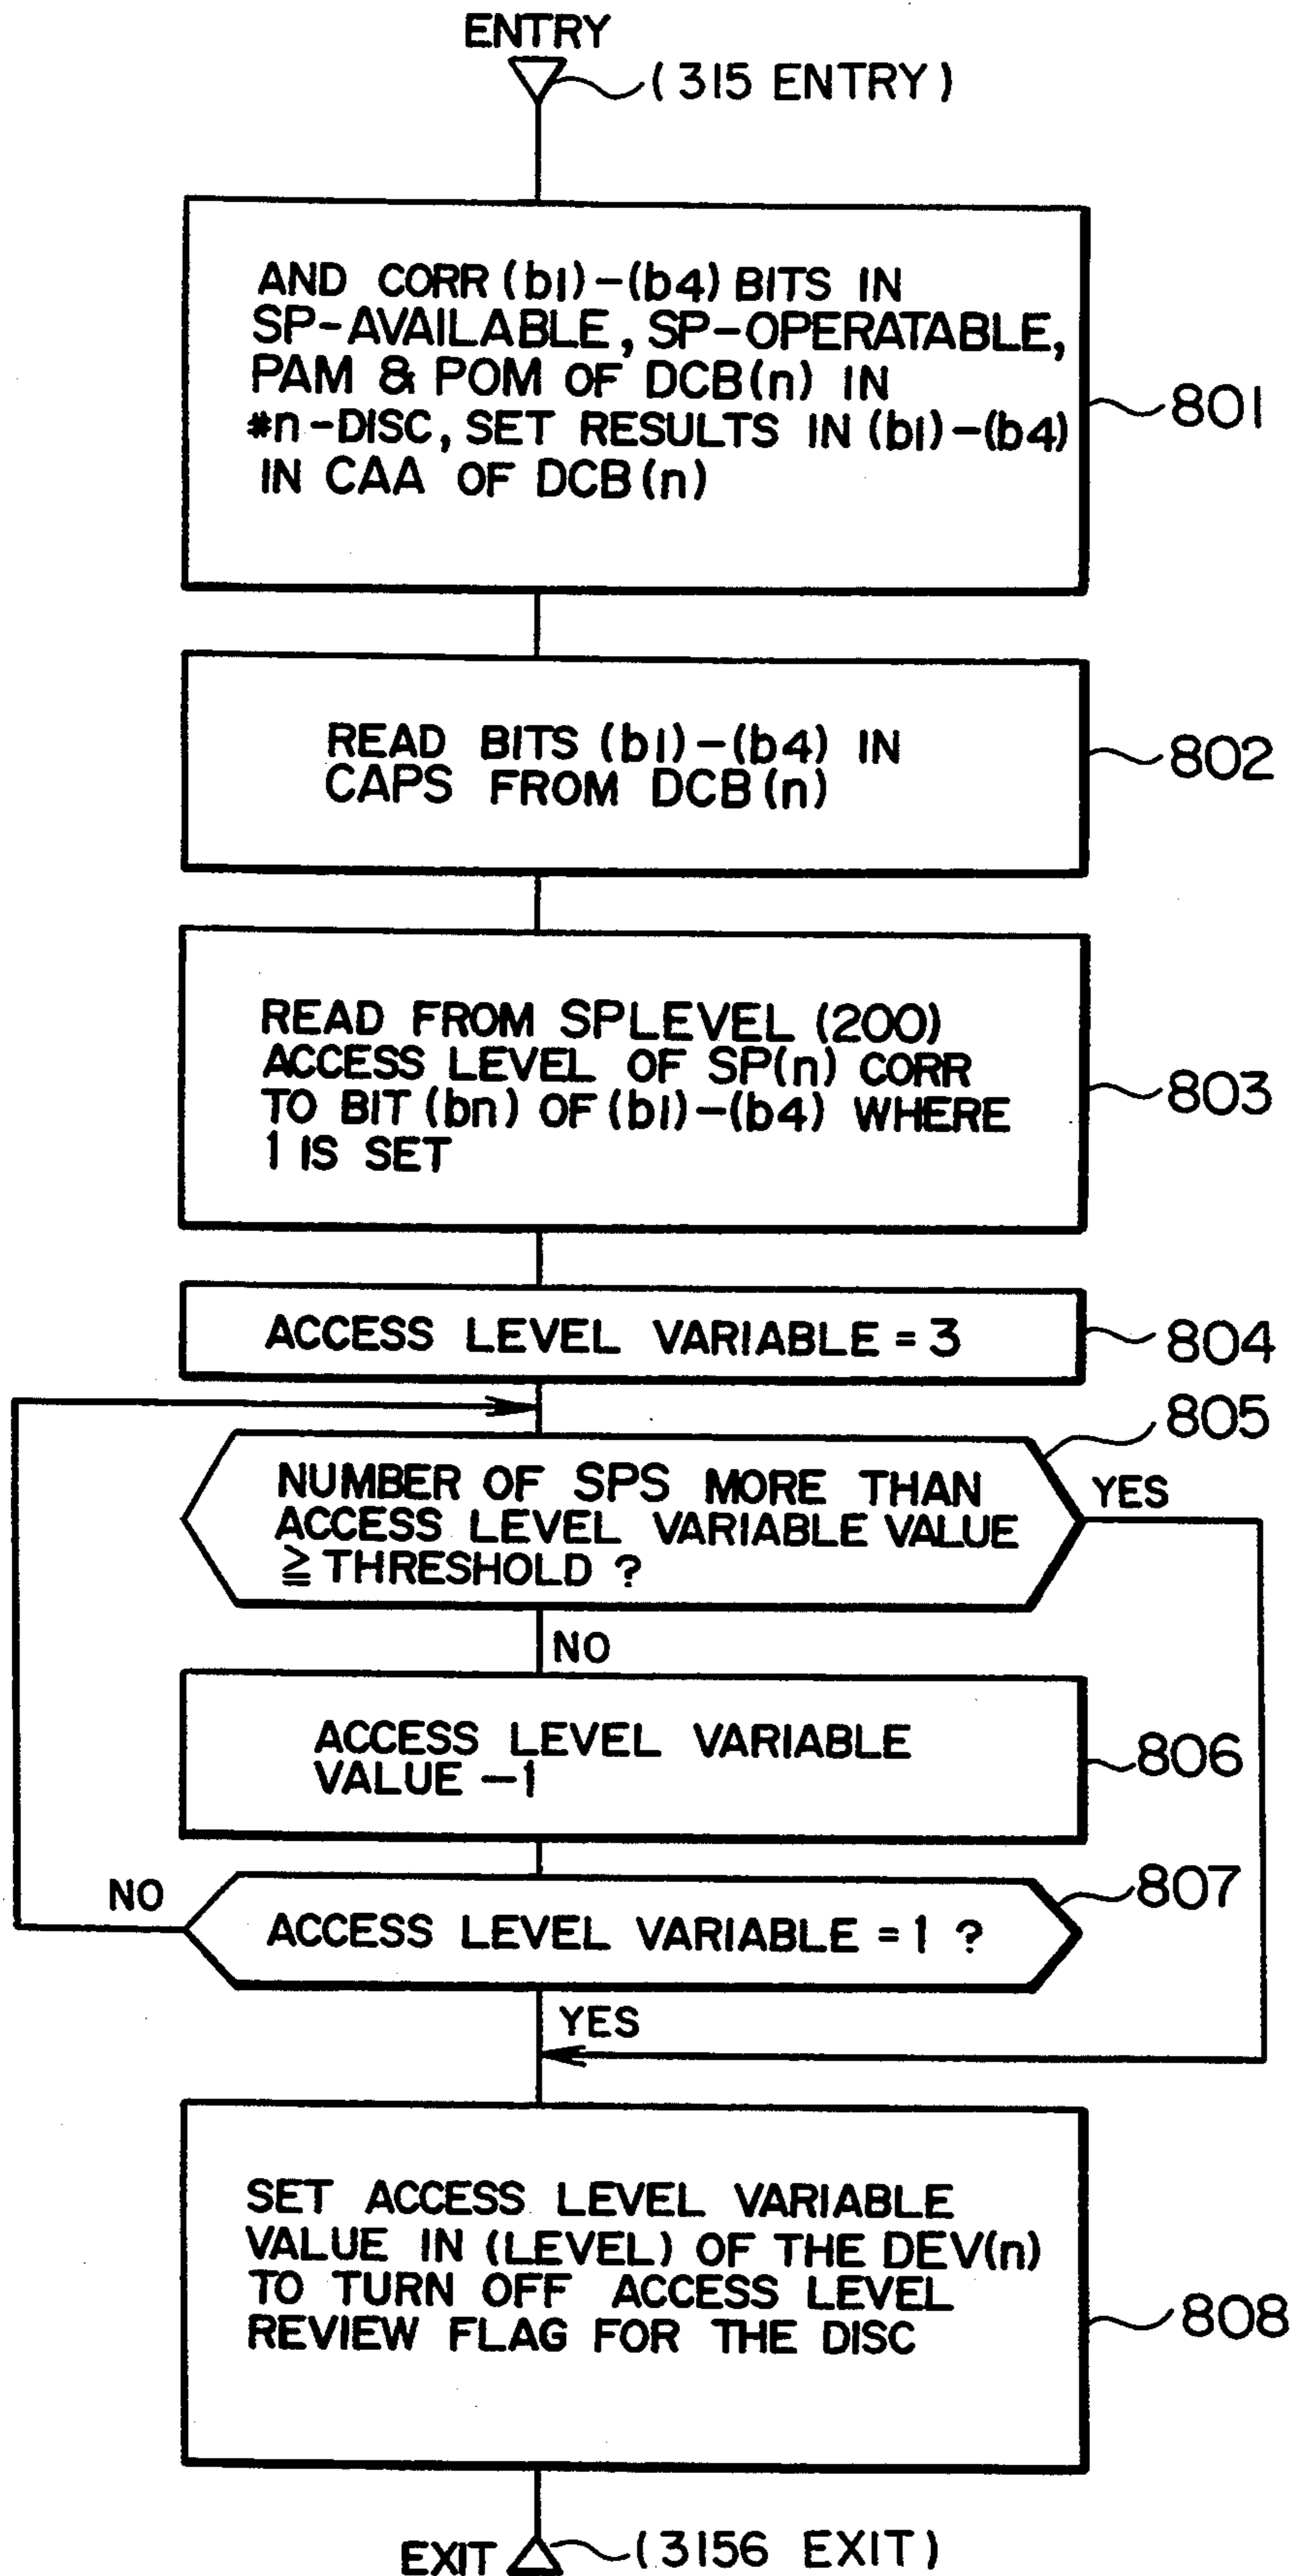 ENTRY
(315 ENTRY)
AND CORR (b1)-(b4) BITS IN
SP-AVAILABLE, SP-OPERATABLE,
PAM & POM OF DCB(n) IN
#n-DISC, SET RESULTS IN (b1)-(b4)
IN CAA OF DCB(n)
801
READ BITS (b1)-(b4) IN
CAPS FROM DCB(n)
802
READ FROM SPLEVEL (200)
ACCESS LEVEL OF SP(n) CORR
TO BIT (bn) OF (b1)-(b4) WHERE
1 IS SET
803
ACCESS LEVEL VARIABLE = 3
804
805
NUMBER OF SPS MORE THAN
ACCESS LEVEL VARIABLE VALUE
≧ THRESHOLD ?
YES
NO
ACCESS LEVEL VARIABLE
VALUE -1
806
807
NO
ACCESS LEVEL VARIABLE = 1 ?
YES
SET ACCESS LEVEL VARIABLE
VALUE IN (LEVEL) OF THE DEV(n)
TO TURN OFF ACCESS LEVEL
REVIEW FLAG FOR THE DISC
808
EXIT
(3156 EXIT)